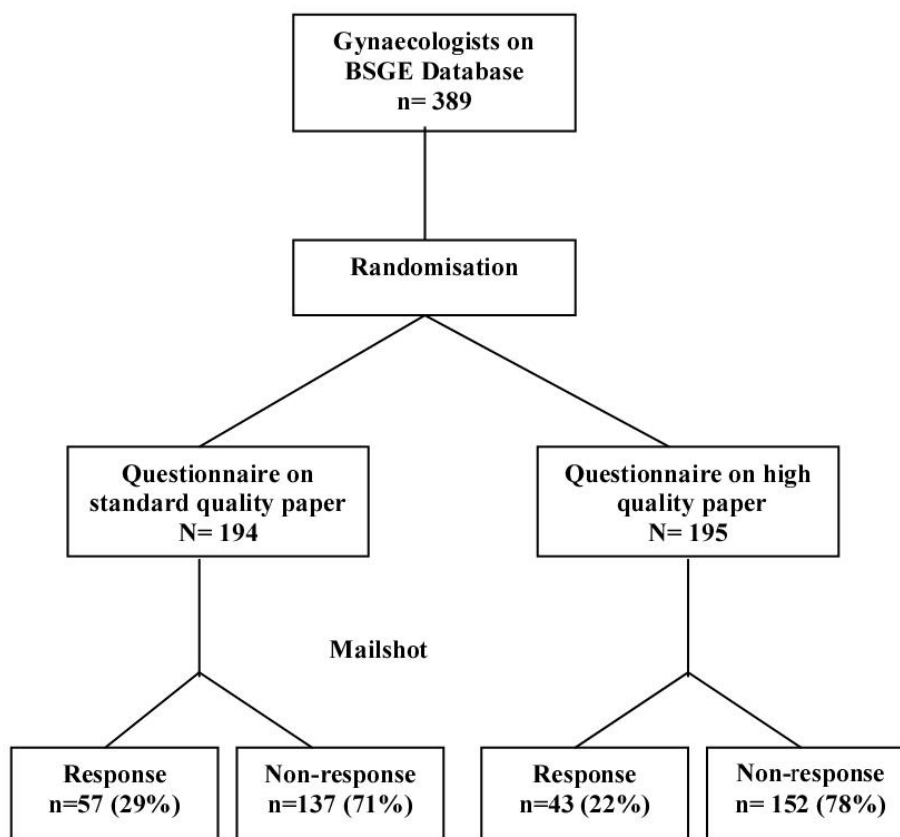 Gynaecologists on
BSGE Database
n= 389
Randomisation
Questionnaire on
standard quality paper
N= 194
Questionnaire on high
quality paper
N= 195
Mailshot
Response
n=57 (29%)
Non-response
n=137 (71%)
Response
n=43 (22%)
Non-response
n= 152 (78%)